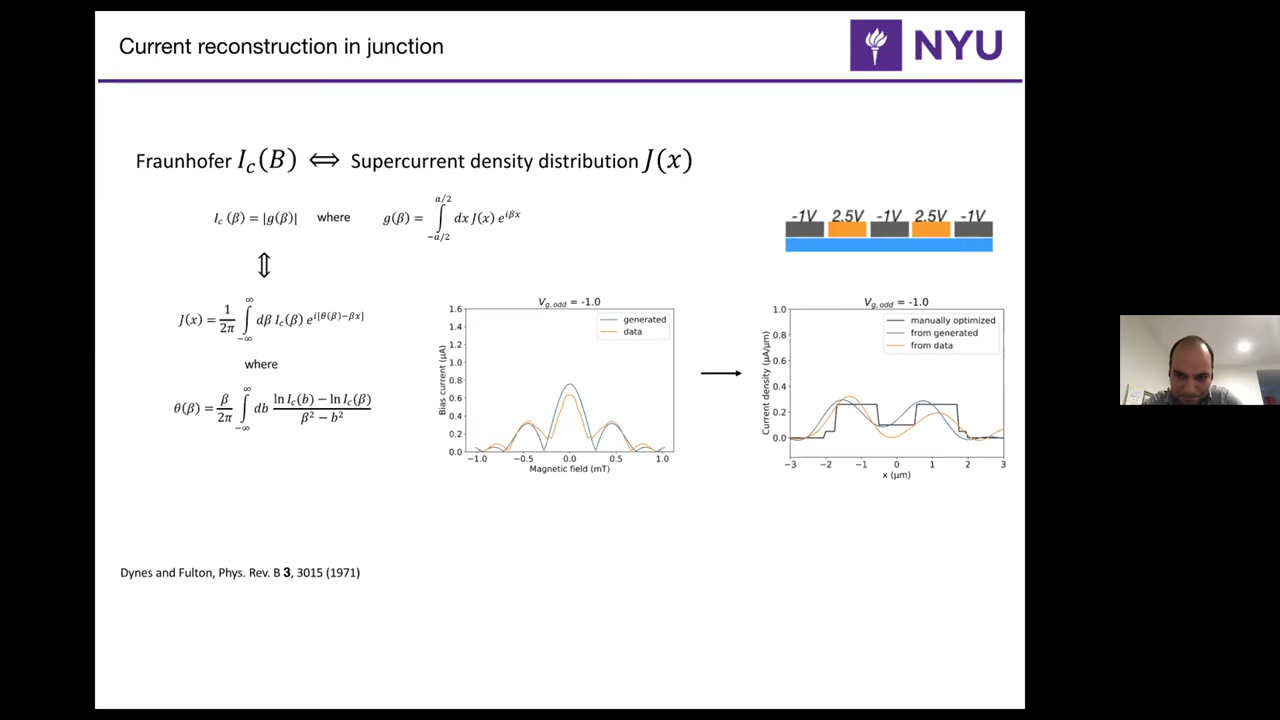 Current reconstruction in junction
NYU
Fraunhofer I_c(B) ⟺ Supercurrent density distribution J(x)
I_c (β) = |g(β)| where g(β) = ∫_{-a/2}^{a/2} dx J(x) e^{iβx}
⇕
-1V 2.5V -1V 2.5V -1V
J(x) = 1/2π ∫_{-∞}^{∞} dβ I_c(β) e^{i[θ(β)−βx]}
where
θ(β) = β/2π ∫_{-∞}^{∞} db (ln I_c(b) − ln I_c(β))/(β² − b²)
V_{g,odd} = -1.0
generated
data
Bias current (μA)
1.6
1.4
1.2
1.0
0.8
0.6
0.4
0.2
0.0
−1.0 −0.5 0.0 0.5 1.0
Magnetic field (mT)
V_{g,odd} = -1.0
manually optimized
from generated
from data
Current density (μA/μm)
1.0
0.8
0.6
0.4
0.2
0.0
−3 −2 −1 0 1 2 3
x (μm)
Dynes and Fulton, Phys. Rev. B 3, 3015 (1971)